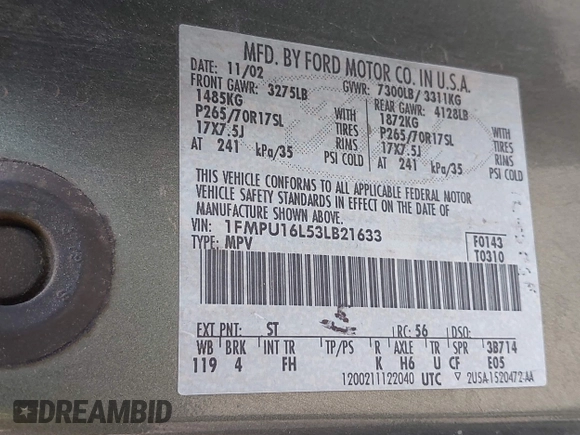 MFD. BY FORD MOTOR CO. IN U.S.A.
DATE: 11/02 GVWR: 7300LB/ 3311KG
FRONT GAWR: 3275LB REAR GAWR: 4128LB
1485KG WITH 1872KG WITH
P265/70R17SL TIRES P265/70R17SL TIRES
17X7.5J RIMS 17X7.5J RIMS
AT 241 kPa/35 PSI COLD AT 241 kPa/35 PSI COLD
THIS VEHICLE CONFORMS TO ALL APPLICABLE FEDERAL MOTOR
VEHICLE SAFETY STANDARDS IN EFFECT ON THE DATE OF
MANUFACTURE SHOWN ABOVE.
VIN: 1FMPU16L53LB21633 F0143
TYPE: MPV T0310
EXT PNT: ST RC: 56 DSO:
WB BRK INT TR TP/PS R AXLE TR SPR 3B714
119 4 FH K H6 U CF E05
1200211122040 UTC 2USA-1520472-AA
DREAMBID